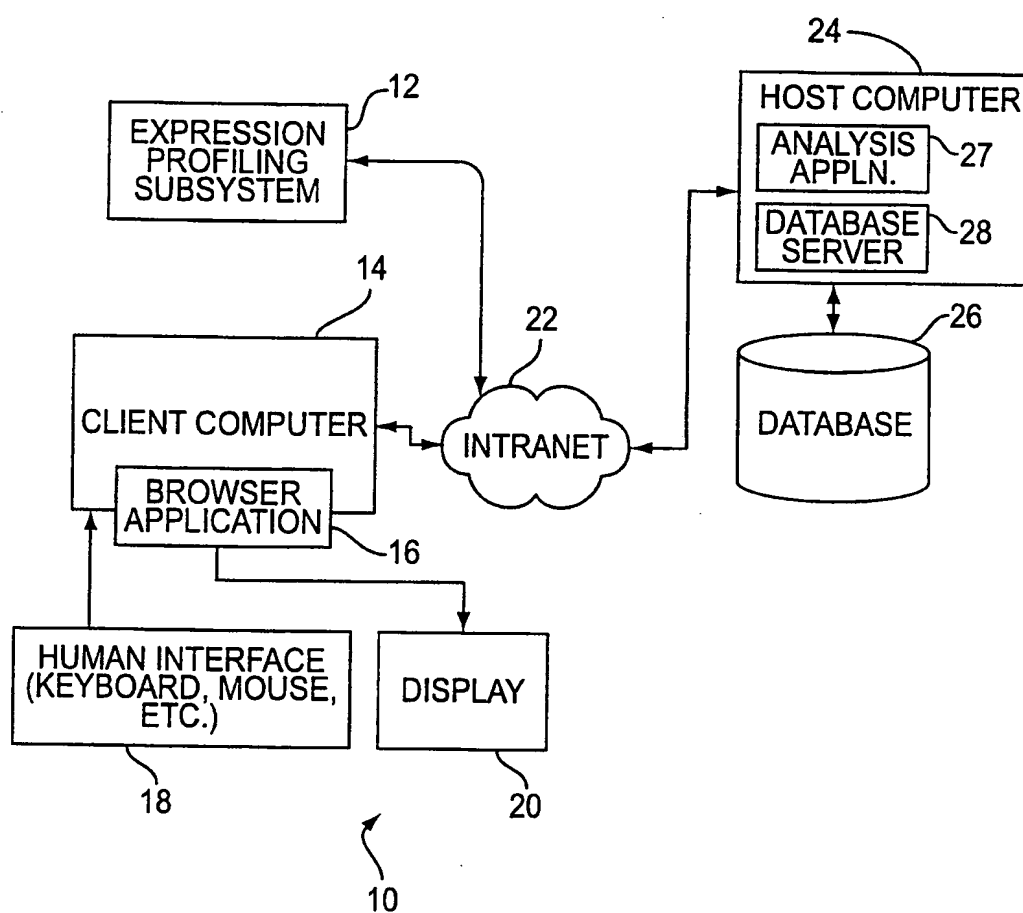 24
HOST COMPUTER
ANALYSIS
APPLN.
27
DATABASE
SERVER
28
12
EXPRESSION
PROFILING
SUBSYSTEM
14
CLIENT COMPUTER
BROWSER
APPLICATION
16
22
INTRANET
26
DATABASE
HUMAN INTERFACE
(KEYBOARD, MOUSE,
ETC.)
18
DISPLAY
20
10